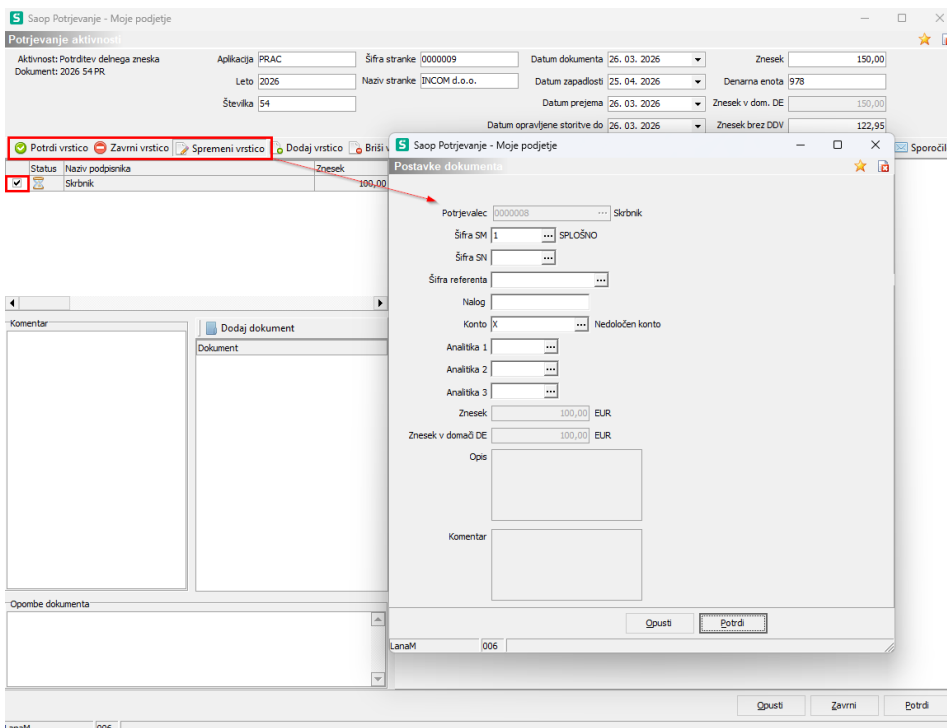 Saop Potrjevanje - Moje podjetje
Potrjevanje aktivnosti
Aktivnost: Potrditev delnega zneska
Dokument: 2026 54 PR
Aplikacija PRAC
Leto 2026
Številka 54
Šifra stranke 0000009
Naziv stranke INCOM d.o.o.
Datum dokumenta 26. 03. 2026
Datum zapadlosti 25. 04. 2026
Datum prejema 26. 03. 2026
Datum opravljene storitve do 26. 03. 2026
Znesek 150,00
Denarna enota 978
Znesek v dom. DE 150,00
Znesek brez DDV 122,95
Potrdi vrstico Zavrni vrstico Spremeni vrstico Dodaj vrstico Briši
Status Naziv podpisnika Znesek
Skrbnik 100,00
Komentar
Dodaj dokument
Dokument
Opombe dokumenta
Saop Potrjevanje - Moje podjetje
Postavke dokumenta
Potrjevalec 0000008 ... Skrbnik
Šifra SM 1 ... SPLOŠNO
Šifra SN ...
Šifra referenta ...
Nalog
Konto X ... Nedoločen konto
Analitika 1 ...
Analitika 2 ...
Analitika 3 ...
Znesek 100,00 EUR
Znesek v domači DE 100,00 EUR
Opis
Komentar
Opusti Potrdi
LanaM 006
Opusti Zavrni Potrdi
LanaM 006